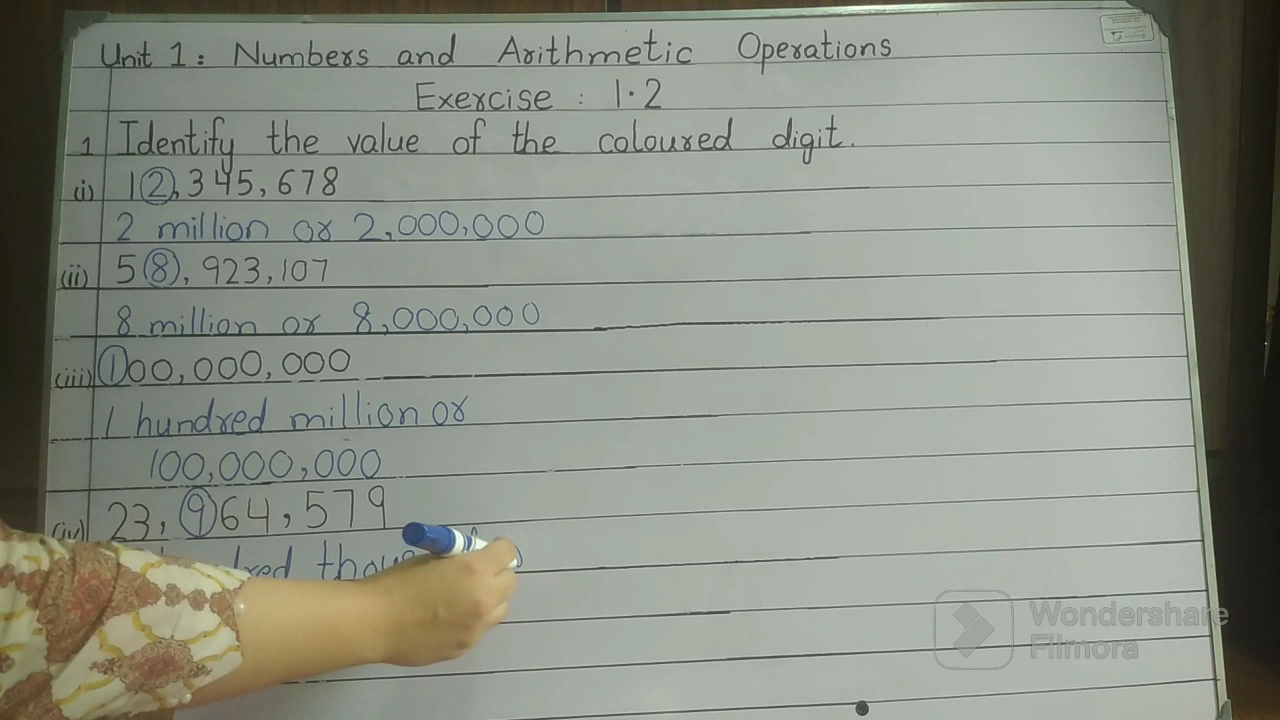 Unit 1: Numbers and Arithmetic Operations
Exercise : 1.2
1 Identify the value of the coloured digit.
(i) 12,345,678
2 million or 2,000,000
(ii) 58,923,107
8 million or 8,000,000
(iii) 100,000,000
1 hundred million or
100,000,000
(iv) 23,964,579
Wondershare
Filmora